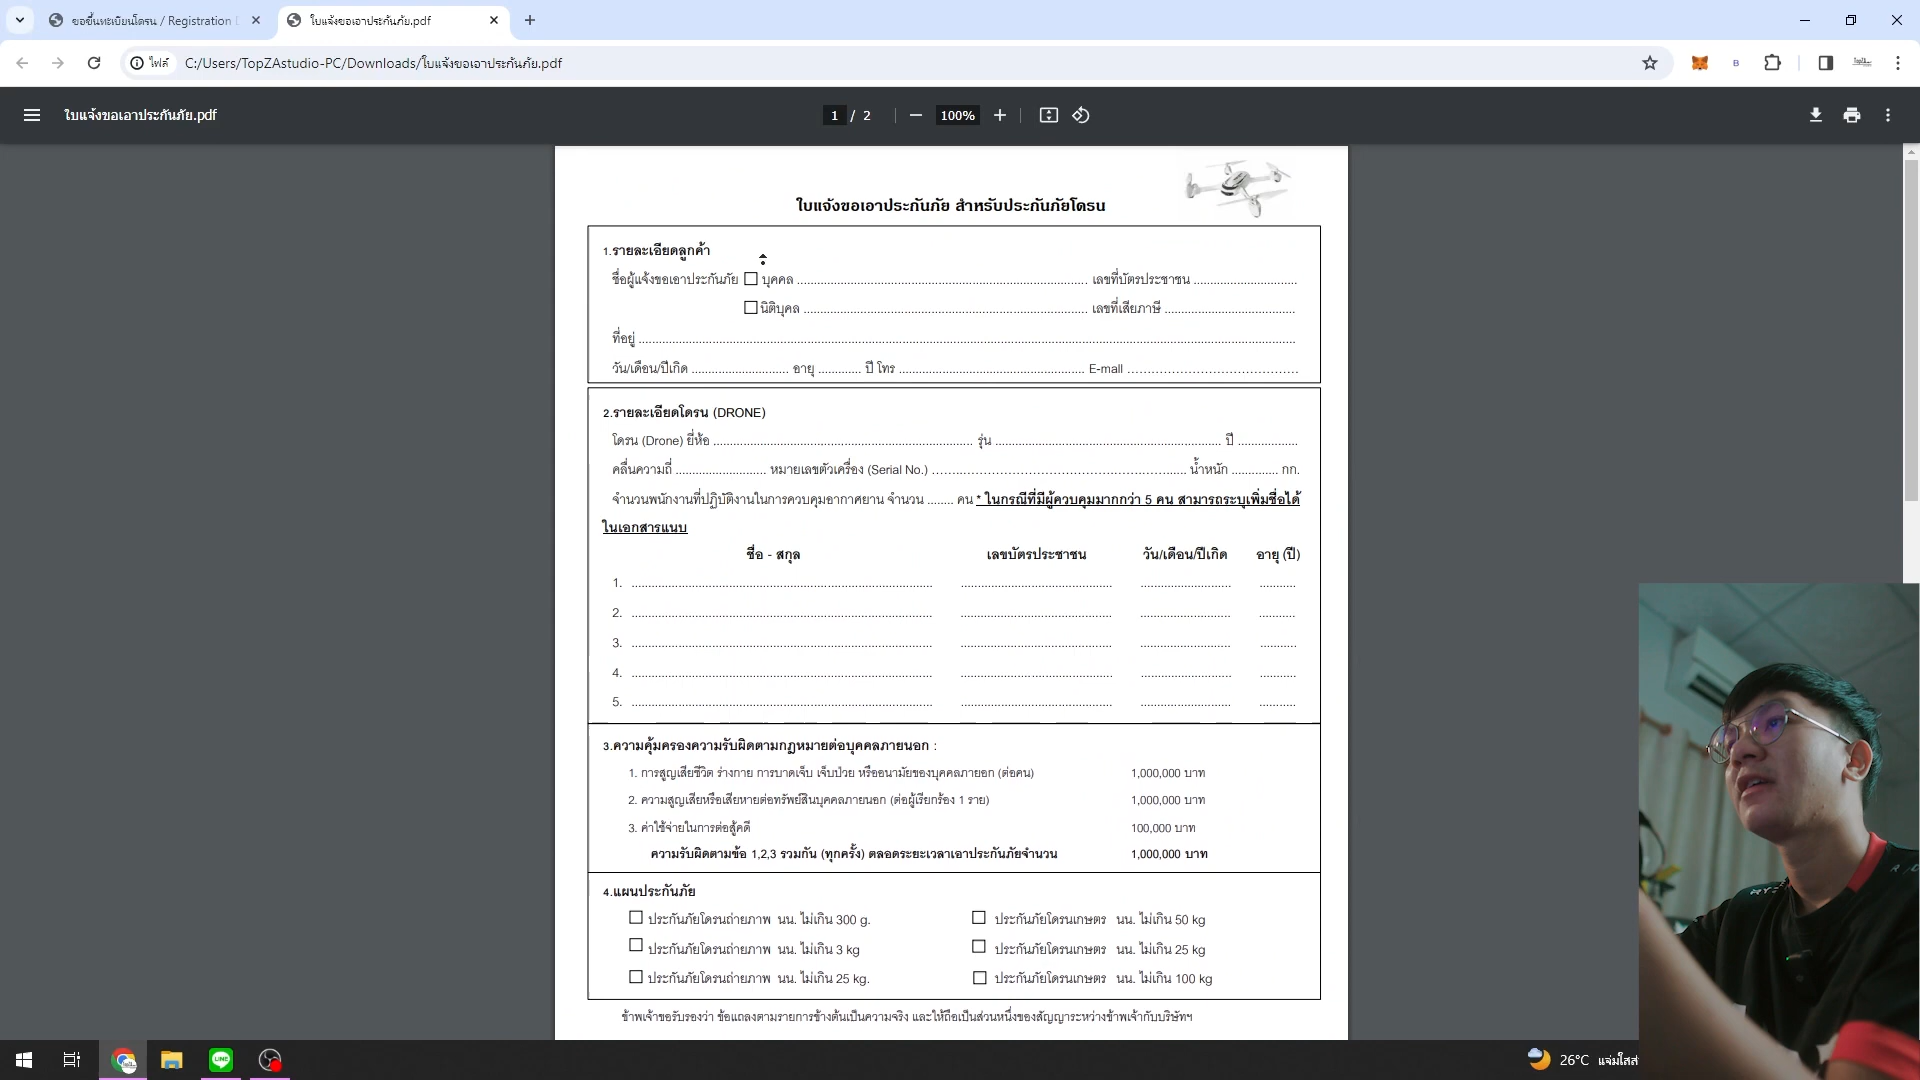 ขอขึ้นทะเบียนโดรน / Registration
ใบแจ้งขอเอาประกันภัย.pdf
ไฟล์
C:/Users/TopZAstudio-PC/Downloads/ใบแจ้งขอเอาประกันภัย.pdf
B
ใบแจ้งขอเอาประกันภัย.pdf
1 / 2
100%
ใบแจ้งขอเอาประกันภัย สำหรับประกันภัยโดรน
1.รายละเอียดลูกค้า
ชื่อผู้แจ้งขอเอาประกันภัย บุคคล เลขที่บัตรประชาชน
นิติบุคล เลขที่เสียภาษี
ที่อยู่
วัน/เดือน/ปีเกิด อายุ ปี โทร E-mall
2.รายละเอียดโดรน (DRONE)
โดรน (Drone) ยี่ห้อ รุ่น ปี
คลื่นความถี่ หมายเลขตัวเครื่อง (Serial No.) น้ำหนัก กก.
จำนวนพนักงานที่ปฏิบัติงานในการควบคุมอากาศยาน จำนวน ........ คน * ในกรณีที่มีผู้ควบคุมมากกว่า 5 คน สามารถระบุเพิ่มชื่อได้
ในเอกสารแนบ
ชื่อ - สกุล เลขบัตรประชาชน วัน/เดือน/ปีเกิด อายุ (ปี)
1.
2.
3.
4.
5.
3.ความคุ้มครองความรับผิดตามกฎหมายต่อบุคคลภายนอก :
1. การสูญเสียชีวิต ร่างกาย การบาดเจ็บ เจ็บป่วย หรืออนามัยของบุคคลภายอก (ต่อคน) 1,000,000 บาท
2. ความสูญเสียหรือเสียหายต่อทรัพย์สินบุคคลภายนอก (ต่อผู้เรียกร้อง 1 ราย) 1,000,000 บาท
3. ค่าใช้จ่ายในการต่อสู้คดี 100,000 บาท
ความรับผิดตามข้อ 1,2,3 รวมกัน (ทุกครั้ง) ตลอดระยะเวลาเอาประกันภัยจำนวน 1,000,000 บาท
4.แผนประกันภัย
ประกันภัยโดรนถ่ายภาพ นน. ไม่เกิน 300 g. ประกันภัยโดรนเกษตร นน. ไม่เกิน 50 kg
ประกันภัยโดรนถ่ายภาพ นน. ไม่เกิน 3 kg ประกันภัยโดรนเกษตร นน. ไม่เกิน 25 kg
ประกันภัยโดรนถ่ายภาพ นน. ไม่เกิน 25 kg. ประกันภัยโดรนเกษตร นน. ไม่เกิน 100 kg
ข้าพเจ้าขอรับรองว่า ข้อแถลงตามรายการข้างต้นเป็นความจริง และให้ถือเป็นส่วนหนึ่งของสัญญาระหว่างข้าพเจ้ากับบริษัทฯ
LINE
26°C